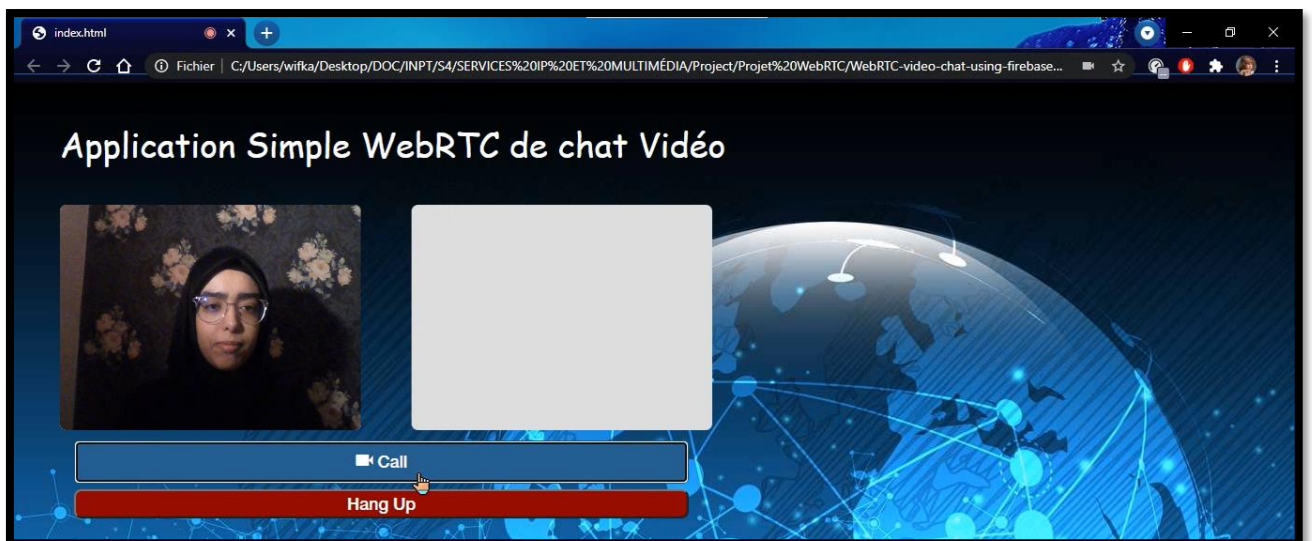 index.html
Fichier | C:/Users/wifka/Desktop/DOC/INPT/S4/SERVICES%20IP%20ET%20MULTIMÉDIA/Project/Projet%20WebRTC/WebRTC-video-chat-using-firebase...
Application Simple WebRTC de chat Vidéo
Call
Hang Up